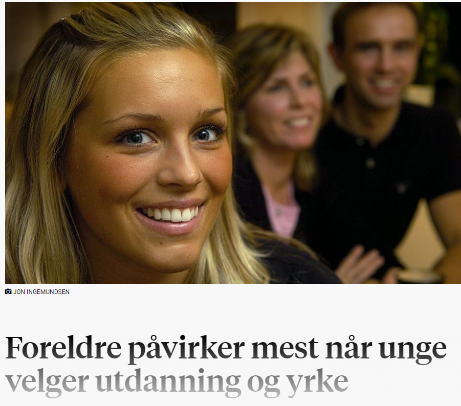 JON INGEMUNDSEN
Foreldre påvirker mest når unge
velger utdanning og yrke